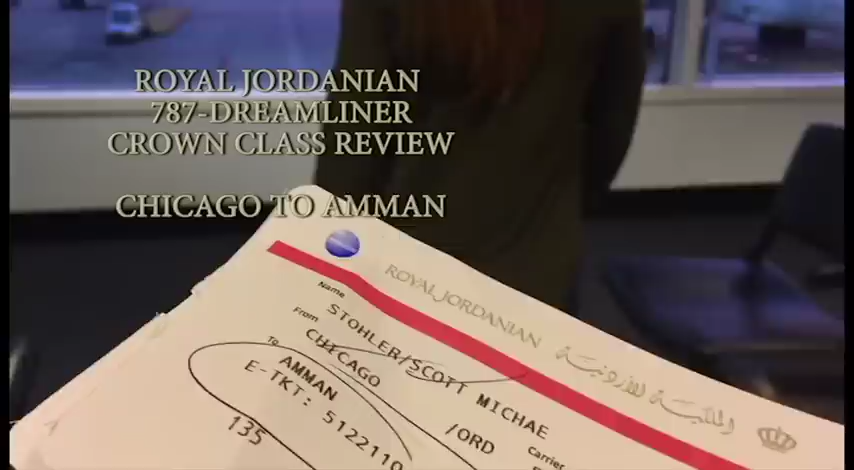 ROYAL JORDANIAN
787-DREAMLINER
CROWN CLASS REVIEW
CHICAGO TO AMMAN
ROYAL JORDANIAN الملكية الأردنية
Name
STOHLER/SCOTT MICHAE
From
CHICAGO /ORD
To
AMMAN
Carrier
E-TKT: 5122110
135